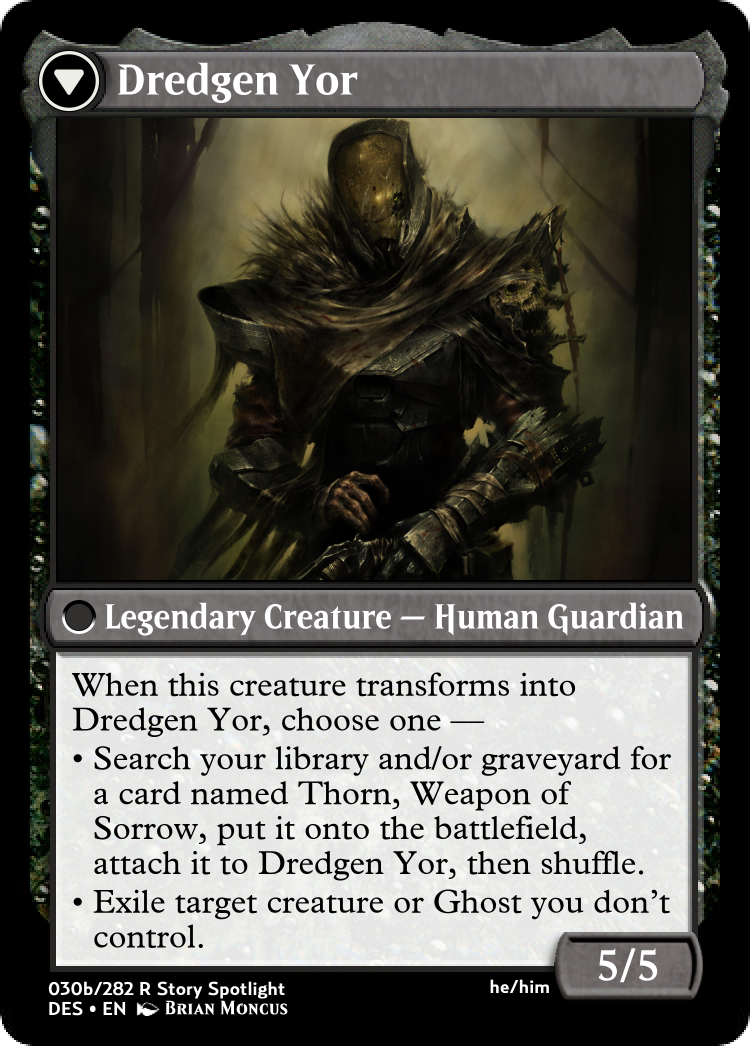 Dredgen Yor
Legendary Creature — Human Guardian
When this creature transforms into
Dredgen Yor, choose one —
• Search your library and/or graveyard for
a card named Thorn, Weapon of
Sorrow, put it onto the battlefield,
attach it to Dredgen Yor, then shuffle.
• Exile target creature or Ghost you don't
control.
5/5
030b/282 R Story Spotlight
he/him
DES • EN Brian Moncus